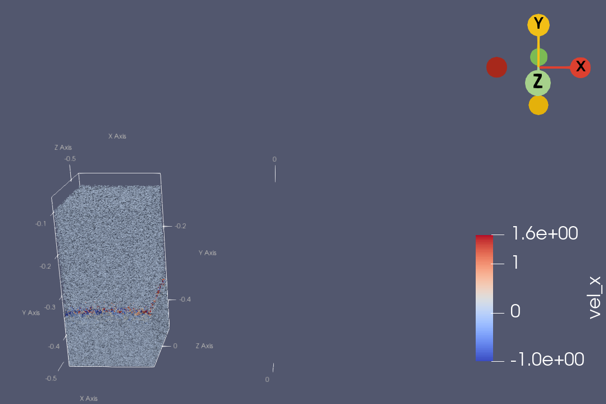 Y
X
Z
X Axis
Z Axis
-0.5
0
-0.1
-0.2
Y Axis
-0.2
-0.3
-0.4
Y Axis
-0.4
0
Z Axis
-0.5
0
X Axis
1.6e+00
1
0
-1.0e+00
vel_x